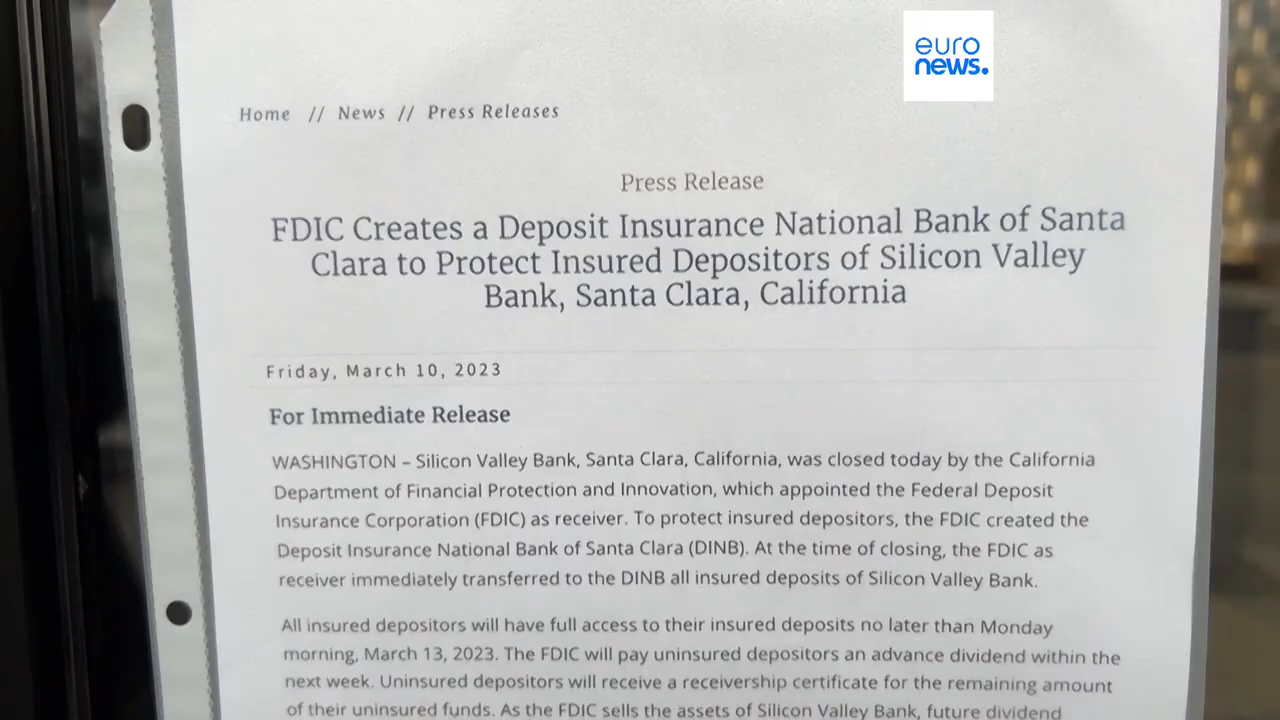 euro
news.
Home // News // Press Releases
Press Release
FDIC Creates a Deposit Insurance National Bank of Santa
Clara to Protect Insured Depositors of Silicon Valley
Bank, Santa Clara, California
Friday, March 10, 2023
For Immediate Release
WASHINGTON – Silicon Valley Bank, Santa Clara, California, was closed today by the California
Department of Financial Protection and Innovation, which appointed the Federal Deposit
Insurance Corporation (FDIC) as receiver. To protect insured depositors, the FDIC created the
Deposit Insurance National Bank of Santa Clara (DINB). At the time of closing, the FDIC as
receiver immediately transferred to the DINB all insured deposits of Silicon Valley Bank.
All insured depositors will have full access to their insured deposits no later than Monday
morning, March 13, 2023. The FDIC will pay uninsured depositors an advance dividend within the
next week. Uninsured depositors will receive a receivership certificate for the remaining amount
of their uninsured funds. As the FDIC sells the assets of Silicon Valley Bank, future dividend